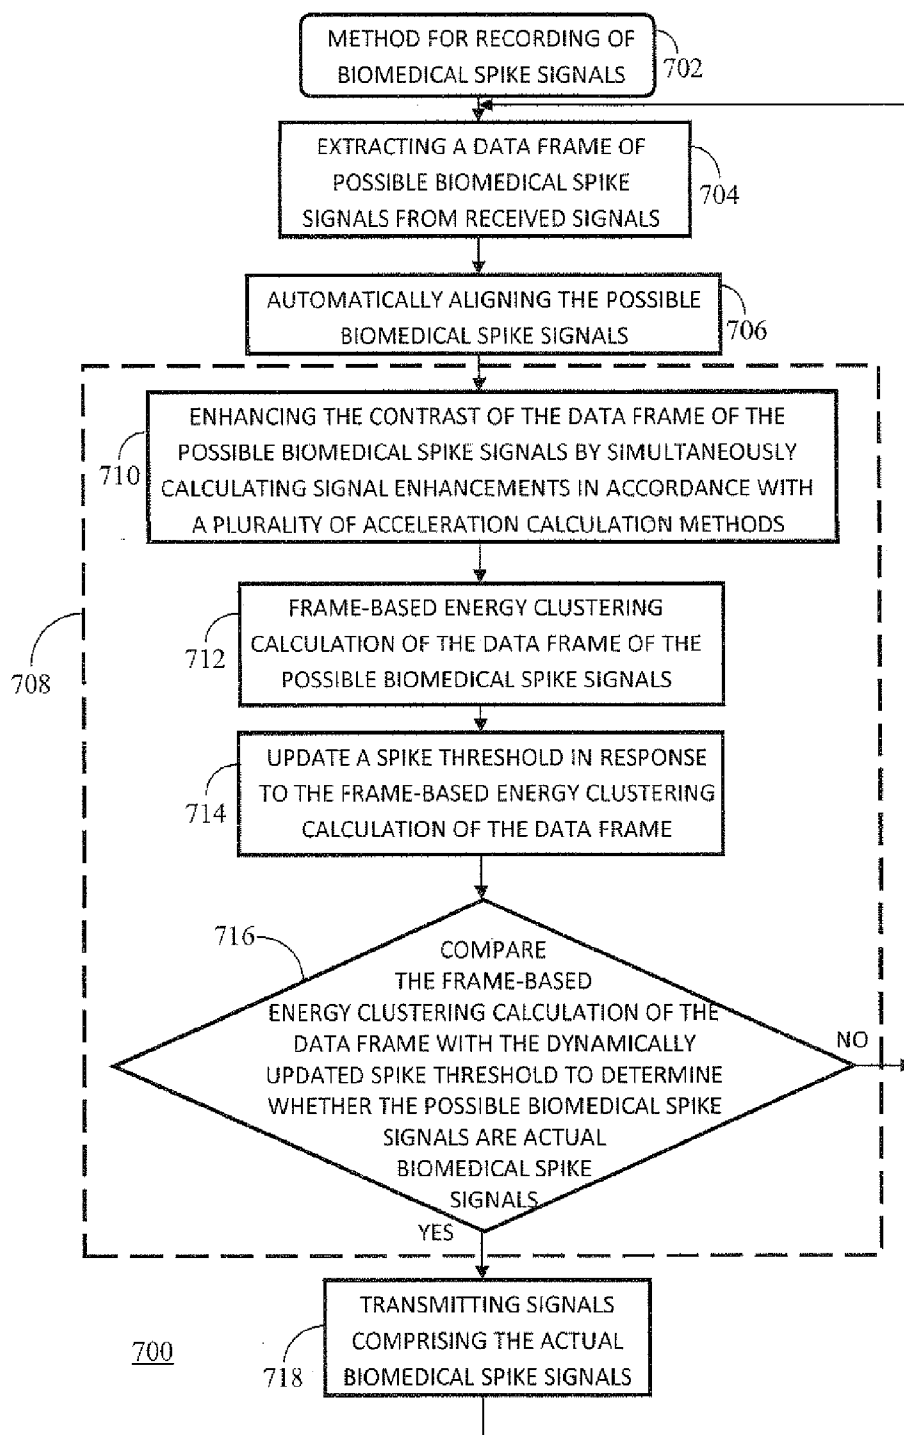 METHOD FOR RECORDING OF
BIOMEDICAL SPIKE SIGNALS
702
EXTRACTING A DATA FRAME OF
POSSIBLE BIOMEDICAL SPIKE
SIGNALS FROM RECEIVED SIGNALS
704
AUTOMATICALLY ALIGNING THE POSSIBLE
BIOMEDICAL SPIKE SIGNALS
706
ENHANCING THE CONTRAST OF THE DATA FRAME OF THE
POSSIBLE BIOMEDICAL SPIKE SIGNALS BY SIMULTANEOUSLY
CALCULATING SIGNAL ENHANCEMENTS IN ACCORDANCE WITH
A PLURALITY OF ACCELERATION CALCULATION METHODS
710
FRAME-BASED ENERGY CLUSTERING
CALCULATION OF THE DATA FRAME OF THE
POSSIBLE BIOMEDICAL SPIKE SIGNALS
712
708
UPDATE A SPIKE THRESHOLD IN RESPONSE
TO THE FRAME-BASED ENERGY CLUSTERING
CALCULATION OF THE DATA FRAME
714
716
COMPARE
THE FRAME-BASED
ENERGY CLUSTERING CALCULATION OF THE
DATA FRAME WITH THE DYNAMICALLY
UPDATED SPIKE THRESHOLD TO DETERMINE
WHETHER THE POSSIBLE BIOMEDICAL SPIKE
SIGNALS ARE ACTUAL
BIOMEDICAL SPIKE
SIGNALS
NO
YES
TRANSMITTING SIGNALS
COMPRISING THE ACTUAL
BIOMEDICAL SPIKE SIGNALS
718
700